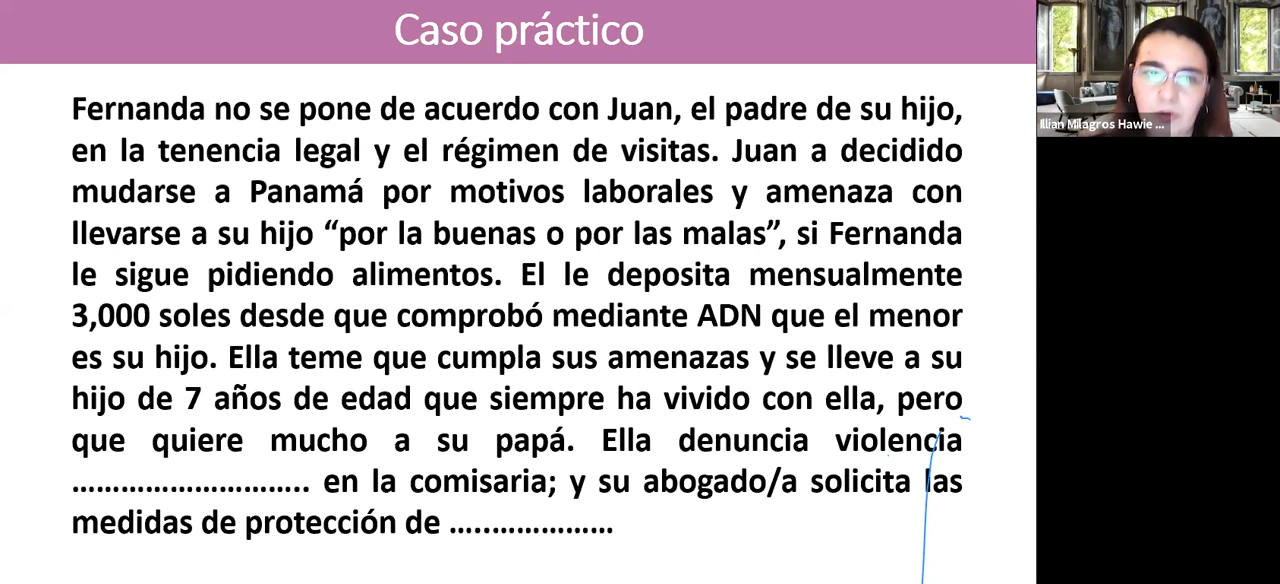 Caso práctico
Fernanda no se pone de acuerdo con Juan, el padre de su hijo,
en la tenencia legal y el régimen de visitas. Juan a decidido
mudarse a Panamá por motivos laborales y amenaza con
llevarse a su hijo “por la buenas o por las malas”, si Fernanda
le sigue pidiendo alimentos. El le deposita mensualmente
3,000 soles desde que comprobó mediante ADN que el menor
es su hijo. Ella teme que cumpla sus amenazas y se lleve a su
hijo de 7 años de edad que siempre ha vivido con ella, pero
que quiere mucho a su papá. Ella denuncia violencia
……………………….. en la comisaria; y su abogado/a solicita las
medidas de protección de …..……………
llian Milagros Hawie ...